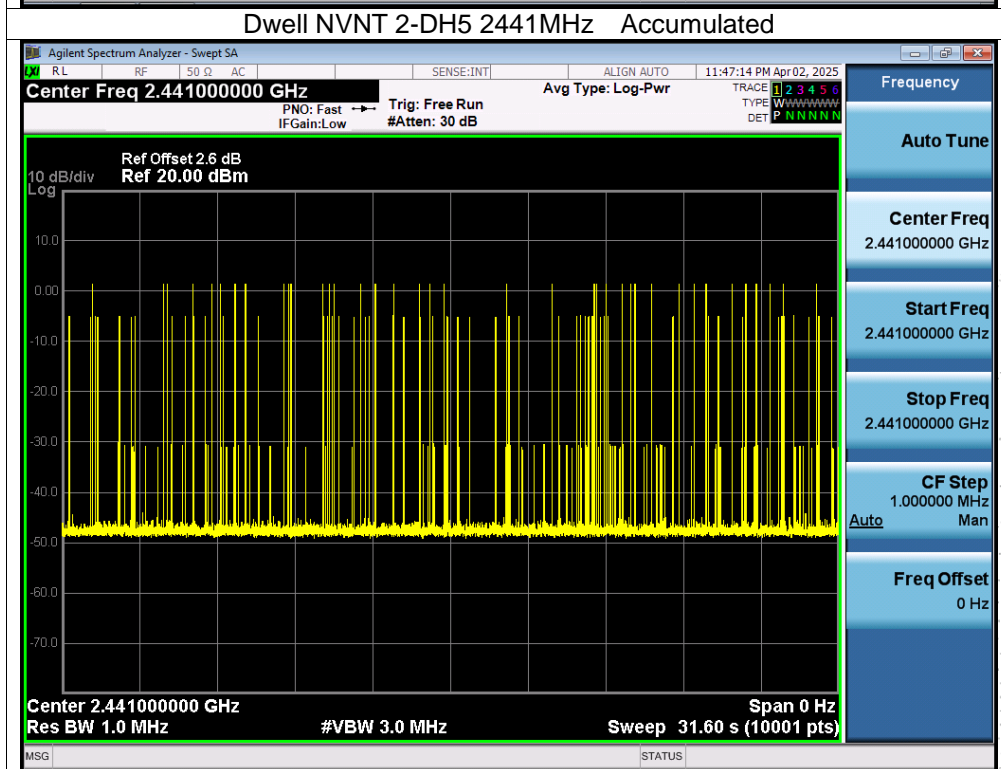 Dwell NVNT 2-DH5 2441MHz Accumulated
Agilent Spectrum Analyzer - Swept SA
LXI RL RF 50 Ω AC SENSE:INT ALIGN AUTO 11:47:14 PM Apr 02, 2025
Center Freq 2.441000000 GHz
PNO: Fast
IFGain:Low
Trig: Free Run
#Atten: 30 dB
Avg Type: Log-Pwr
TRACE 1 2 3 4 5 6
TYPE WWWWWWW
DET P N N N N N
Ref Offset 2.6 dB
10 dB/div Ref 20.00 dBm
Log
10.0
0.00
-10.0
-20.0
-30.0
-40.0
-50.0
-60.0
-70.0
Center 2.441000000 GHz Span 0 Hz
Res BW 1.0 MHz #VBW 3.0 MHz Sweep 31.60 s (10001 pts)
MSG STATUS
Frequency
Auto Tune
Center Freq
2.441000000 GHz
Start Freq
2.441000000 GHz
Stop Freq
2.441000000 GHz
CF Step
1.000000 MHz
Auto Man
Freq Offset
0 Hz